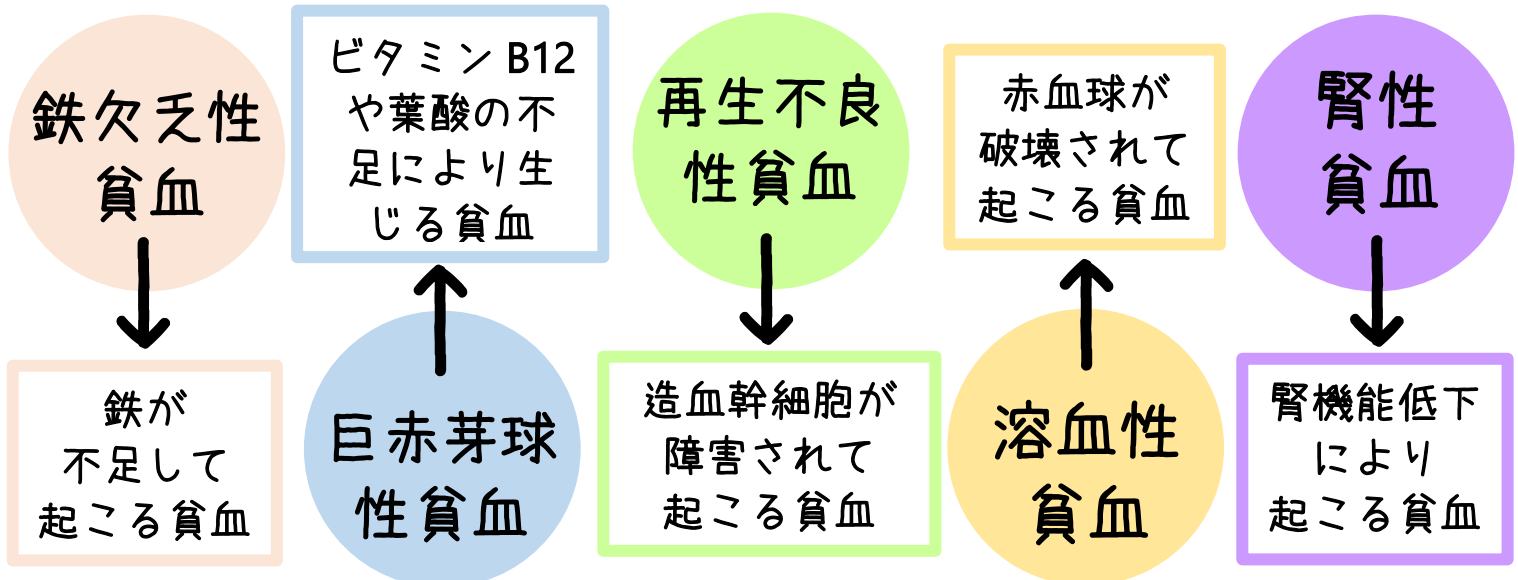 鉄欠乏性
貧血
鉄が
不足して
起こる貧血
ビタミンB12
や葉酸の不
足により生
じる貧血
巨赤芽球
性貧血
再生不良
性貧血
造血幹細胞が
障害されて
起こる貧血
赤血球が
破壊されて
起こる貧血
溶血性
貧血
腎性
貧血
腎機能低下
により
起こる貧血